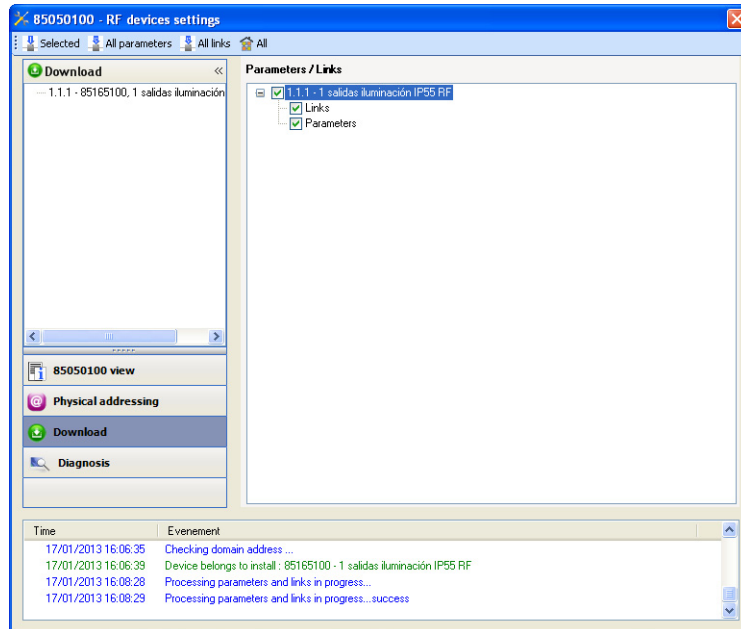 85050100 - RF devices settings
Selected All parameters All links All
Download «
1.1.1 - 85165100, 1 salidas iluminación
Parameters / Links
1.1.1 - 1 salidas iluminación IP55 RF
Links
Parameters
85050100 view
Physical addressing
Download
Diagnosis
Time Evenement
17/01/2013 16:06:35 Checking domain address ...
17/01/2013 16:06:39 Device belongs to install : 85165100 - 1 salidas iluminación IP55 RF
17/01/2013 16:08:28 Processing parameters and links in progress...
17/01/2013 16:08:29 Processing parameters and links in progress...success